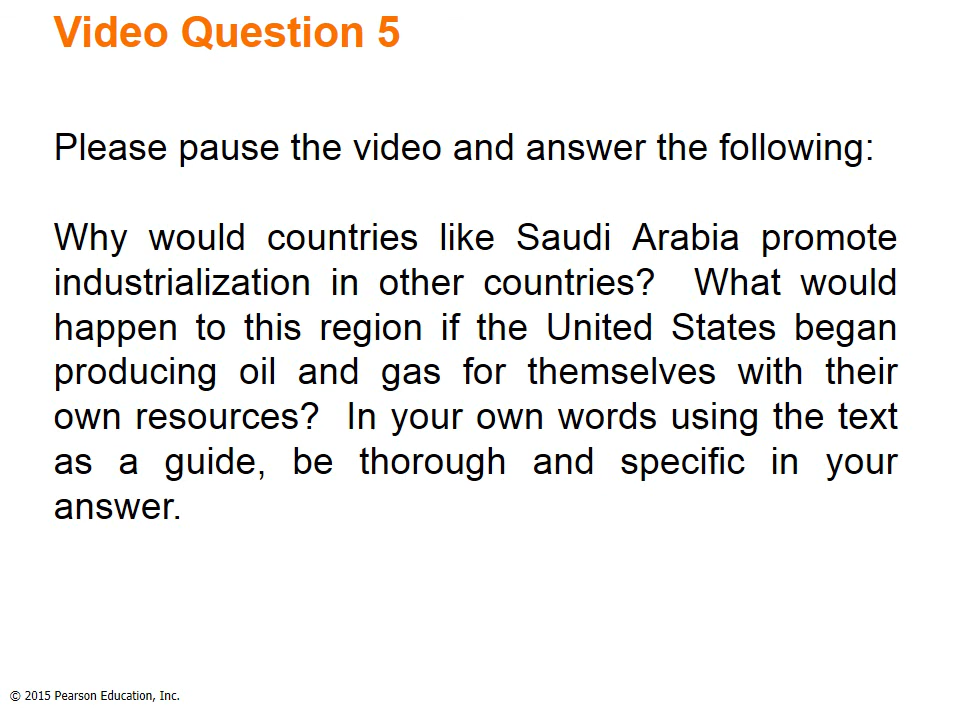 Video Question 5
Please pause the video and answer the following:
Why would countries like Saudi Arabia promote
industrialization in other countries? What would
happen to this region if the United States began
producing oil and gas for themselves with their
own resources? In your own words using the text
as a guide, be thorough and specific in your
answer.
© 2015 Pearson Education, Inc.